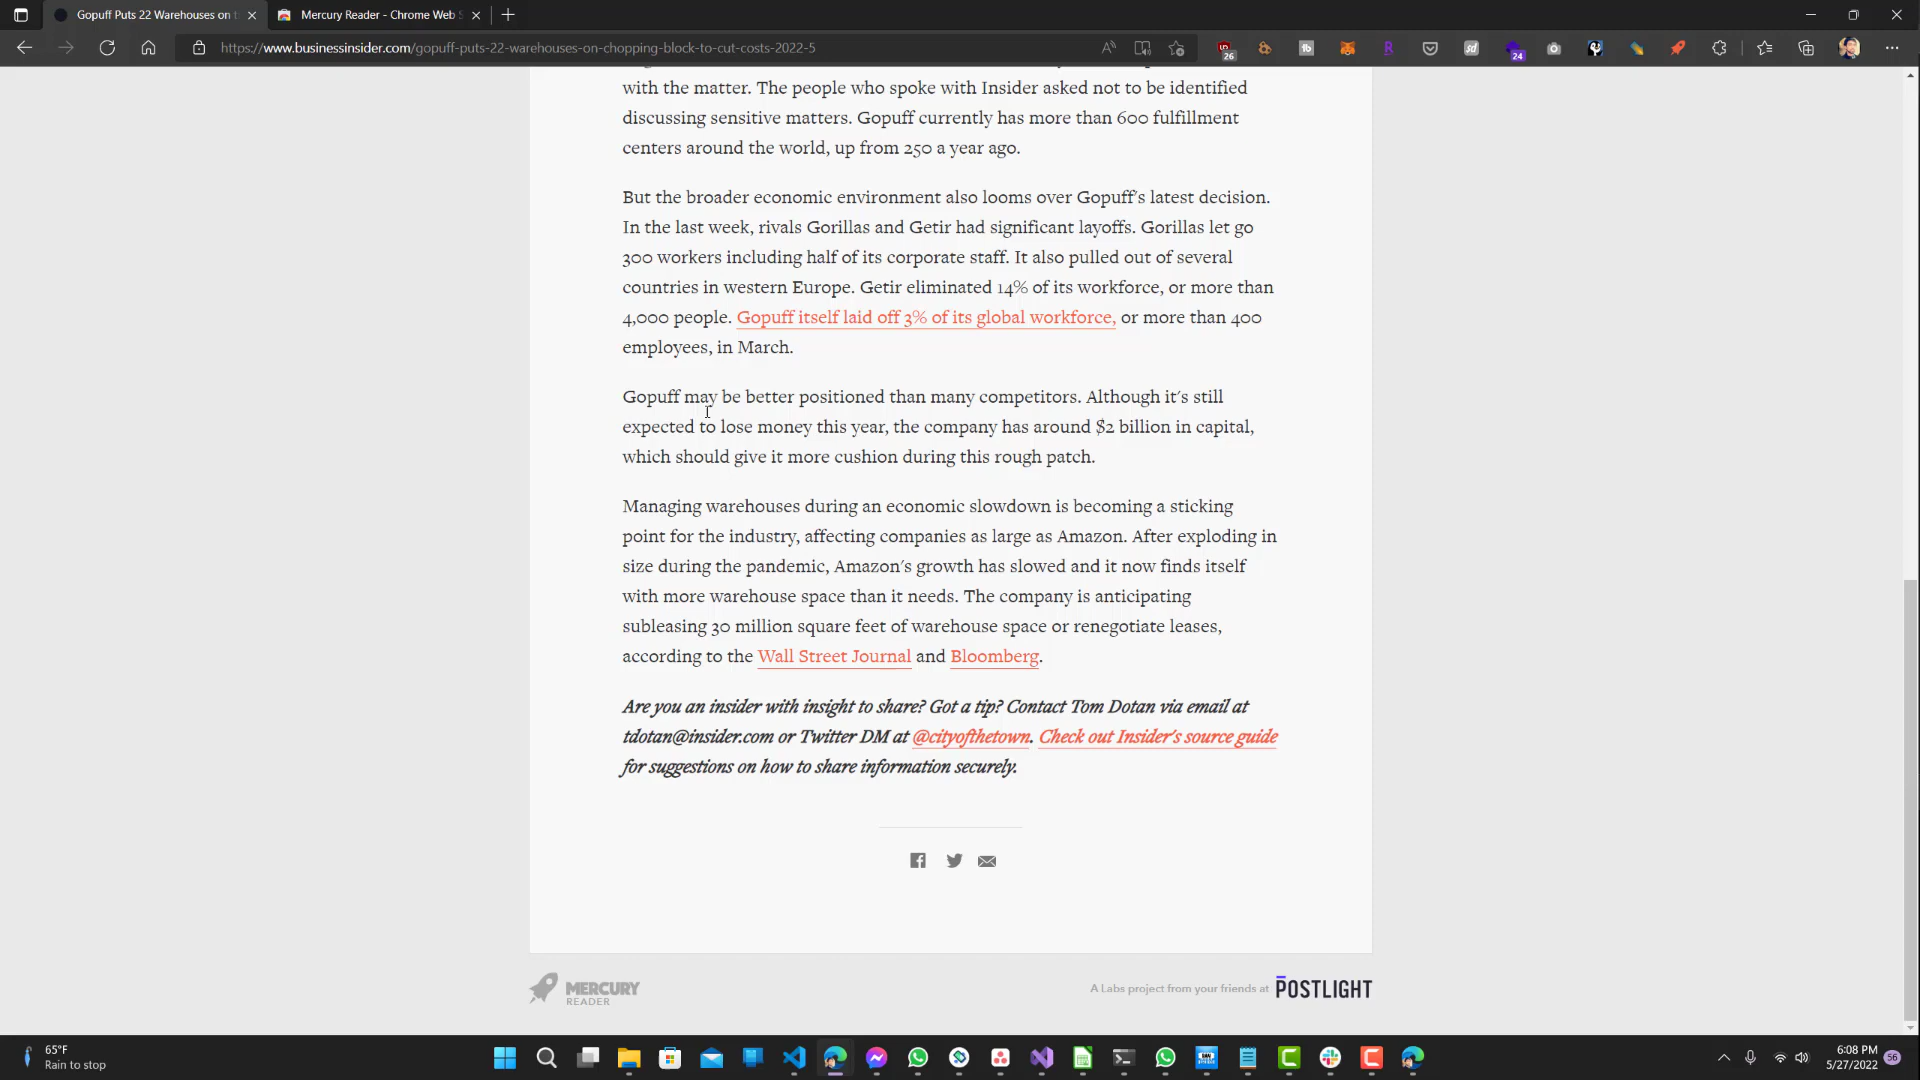 Gopuff Puts 22 Warehouses on t
Mercury Reader - Chrome Web S
https://www.businessinsider.com/gopuff-puts-22-warehouses-on-chopping-block-to-cut-costs-2022-5
26
24
with the matter. The people who spoke with Insider asked not to be identified
discussing sensitive matters. Gopuff currently has more than 600 fulfillment
centers around the world, up from 250 a year ago.
But the broader economic environment also looms over Gopuff's latest decision.
In the last week, rivals Gorillas and Getir had significant layoffs. Gorillas let go
300 workers including half of its corporate staff. It also pulled out of several
countries in western Europe. Getir eliminated 14% of its workforce, or more than
4,000 people. Gopuff itself laid off 3% of its global workforce, or more than 400
employees, in March.
Gopuff may be better positioned than many competitors. Although it's still
expected to lose money this year, the company has around $2 billion in capital,
which should give it more cushion during this rough patch.
Managing warehouses during an economic slowdown is becoming a sticking
point for the industry, affecting companies as large as Amazon. After exploding in
size during the pandemic, Amazon's growth has slowed and it now finds itself
with more warehouse space than it needs. The company is anticipating
subleasing 30 million square feet of warehouse space or renegotiate leases,
according to the Wall Street Journal and Bloomberg.
Are you an insider with insight to share? Got a tip? Contact Tom Dotan via email at
tdotan@insider.com or Twitter DM at @cityofthetown. Check out Insider's source guide
for suggestions on how to share information securely.
MERCURY
READER
A Labs project from your friends at POSTLIGHT
65°F
Rain to stop
6:08 PM
5/27/2022
56